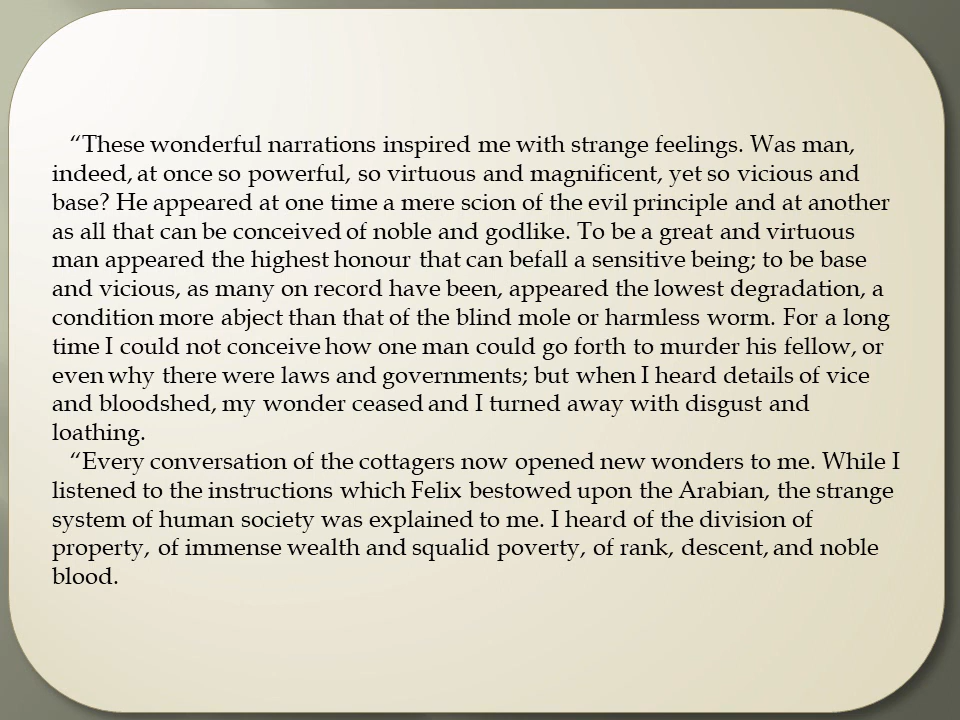 “These wonderful narrations inspired me with strange feelings. Was man,
indeed, at once so powerful, so virtuous and magnificent, yet so vicious and
base? He appeared at one time a mere scion of the evil principle and at another
as all that can be conceived of noble and godlike. To be a great and virtuous
man appeared the highest honour that can befall a sensitive being; to be base
and vicious, as many on record have been, appeared the lowest degradation, a
condition more abject than that of the blind mole or harmless worm. For a long
time I could not conceive how one man could go forth to murder his fellow, or
even why there were laws and governments; but when I heard details of vice
and bloodshed, my wonder ceased and I turned away with disgust and
loathing.
“Every conversation of the cottagers now opened new wonders to me. While I
listened to the instructions which Felix bestowed upon the Arabian, the strange
system of human society was explained to me. I heard of the division of
property, of immense wealth and squalid poverty, of rank, descent, and noble
blood.